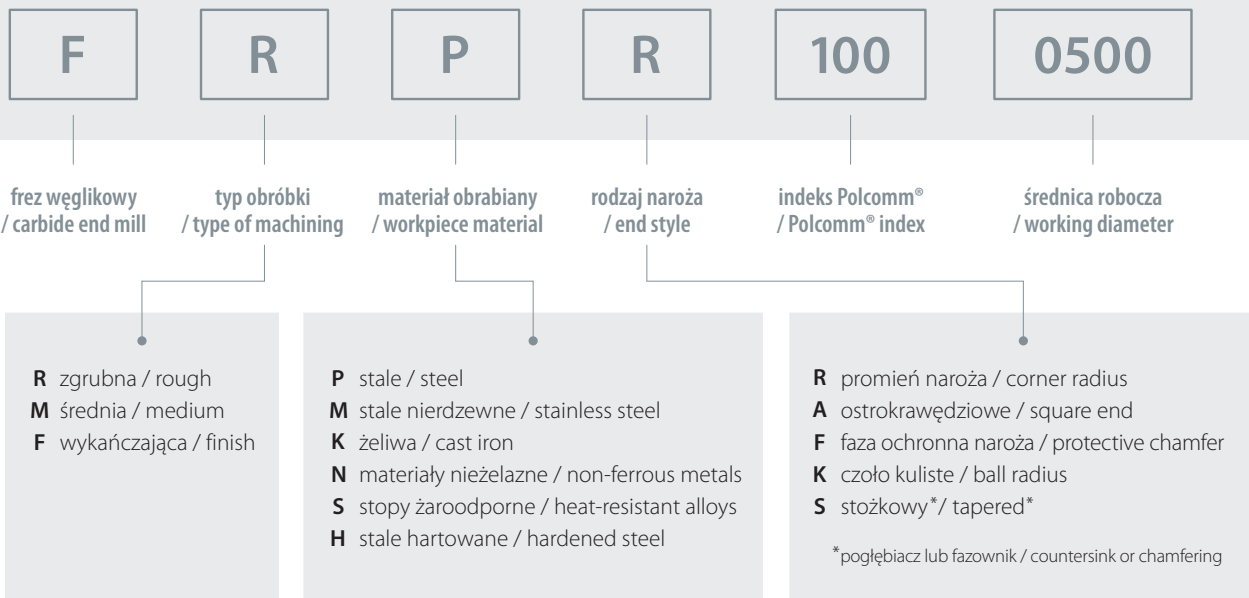 F R P R 100 0500
frez węglikowy
/ carbide end mill
typ obróbki
/ type of machining
materiał obrabiany
/ workpiece material
rodzaj naroża
/ end style
indeks Polcomm®
/ Polcomm® index
średnica robocza
/ working diameter
R zgrubna / rough
M średnia / medium
F wykańczająca / finish
P stale / steel
M stale nierdzewne / stainless steel
K żeliwa / cast iron
N materiały nieżelazne / non-ferrous metals
S stopy żaroodporne / heat-resistant alloys
H stale hartowane / hardened steel
R promień naroża / corner radius
A ostrokrawędziowe / square end
F faza ochronna naroża / protective chamfer
K czoło kuliste / ball radius
S stożkowy*/ tapered*
*pogłębiacz lub fazownik / countersink or chamfering